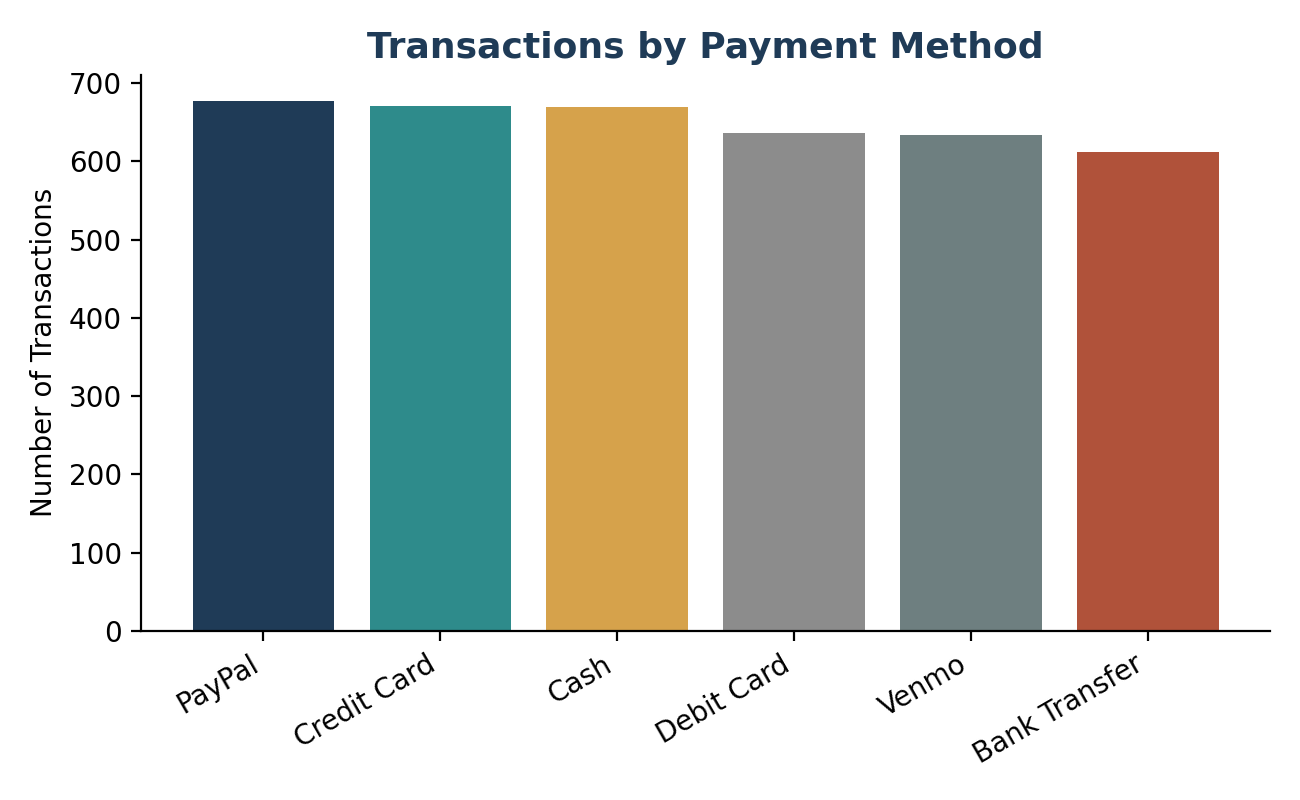 Transactions by Payment Method
Number of Transactions
700
600
500
400
300
200
100
0
PayPal
Credit Card
Cash
Debit Card
Venmo
Bank Transfer